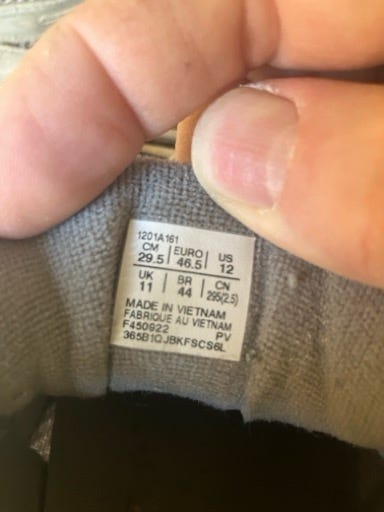 1201A161
CM 29.5 | EURO 46.5 | US 12
UK 11 | BR 44 | CN 295(2.5)
MADE IN VIETNAM
FABRIQUE AU VIETNAM
F450922 PV
365B1QJBKFSCS6L